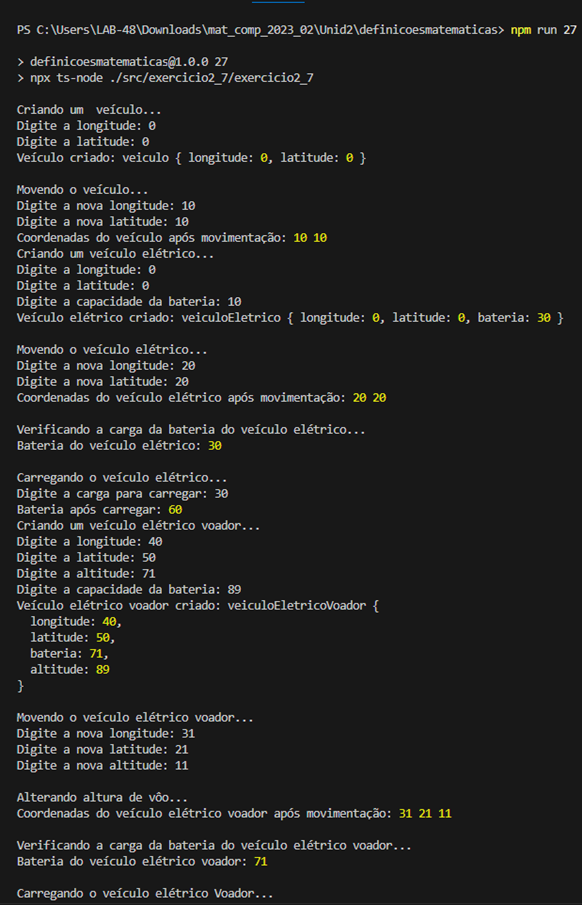 PS C:\Users\LAB-48\Downloads\mat_comp_2023_02\Unid2\definicoesmatematicas> npm run 27
> definicoesmatematicas@1.0.0 27
> npx ts-node ./src/exercicio2_7/exercicio2_7
Criando um  veículo...
Digite a longitude: 0
Digite a latitude: 0
Veículo criado: veiculo { longitude: 0, latitude: 0 }
Movendo o veículo...
Digite a nova longitude: 10
Digite a nova latitude: 10
Coordenadas do veículo após movimentação: 10 10
Criando um veículo elétrico...
Digite a longitude: 0
Digite a latitude: 0
Digite a capacidade da bateria: 10
Veículo elétrico criado: veiculoEletrico { longitude: 0, latitude: 0, bateria: 30 }
Movendo o veículo elétrico...
Digite a nova longitude: 20
Digite a nova latitude: 20
Coordenadas do veículo elétrico após movimentação: 20 20
Verificando a carga da bateria do veículo elétrico...
Bateria do veículo elétrico: 30
Carregando o veículo elétrico...
Digite a carga para carregar: 30
Bateria após carregar: 60
Criando um veículo elétrico voador...
Digite a longitude: 40
Digite a latitude: 50
Digite a altitude: 71
Digite a capacidade da bateria: 89
Veículo elétrico voador criado: veiculoEletricoVoador {
  longitude: 40,
  latitude: 50,
  bateria: 71,
  altitude: 89
}
Movendo o veículo elétrico voador...
Digite a nova longitude: 31
Digite a nova latitude: 21
Digite a nova altitude: 11
Alterando altura de vôo...
Coordenadas do veículo elétrico voador após movimentação: 31 21 11
Verificando a carga da bateria do veículo elétrico voador...
Bateria do veículo elétrico voador: 71
Carregando o veículo elétrico Voador...